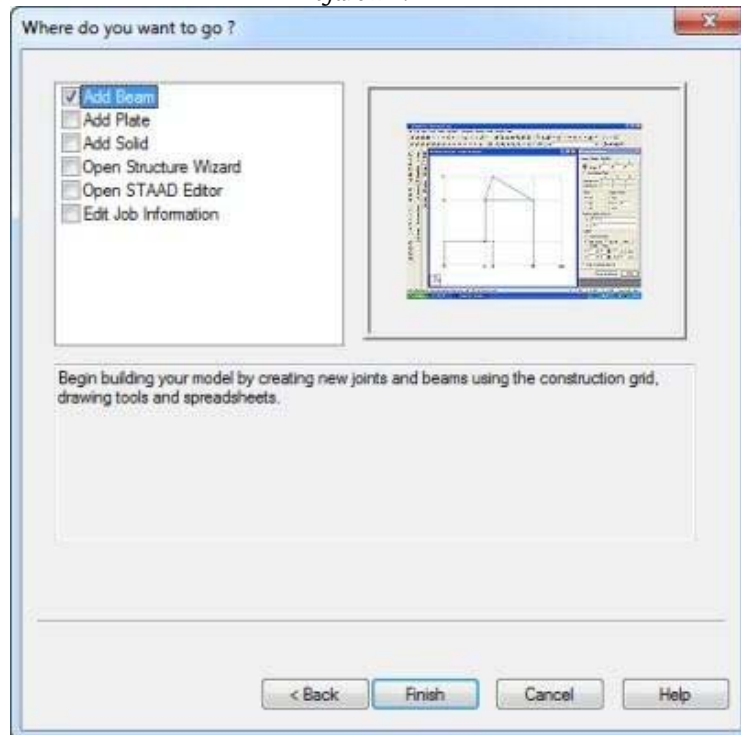 Where do you want to go ?
Add Beam
Add Plate
Add Solid
Open Structure Wizard
Open STAAD Editor
Edit Job Information
Begin building your model by creating new joints and beams using the construction grid,
drawing tools and spreadsheets.
< Back
Finish
Cancel
Help